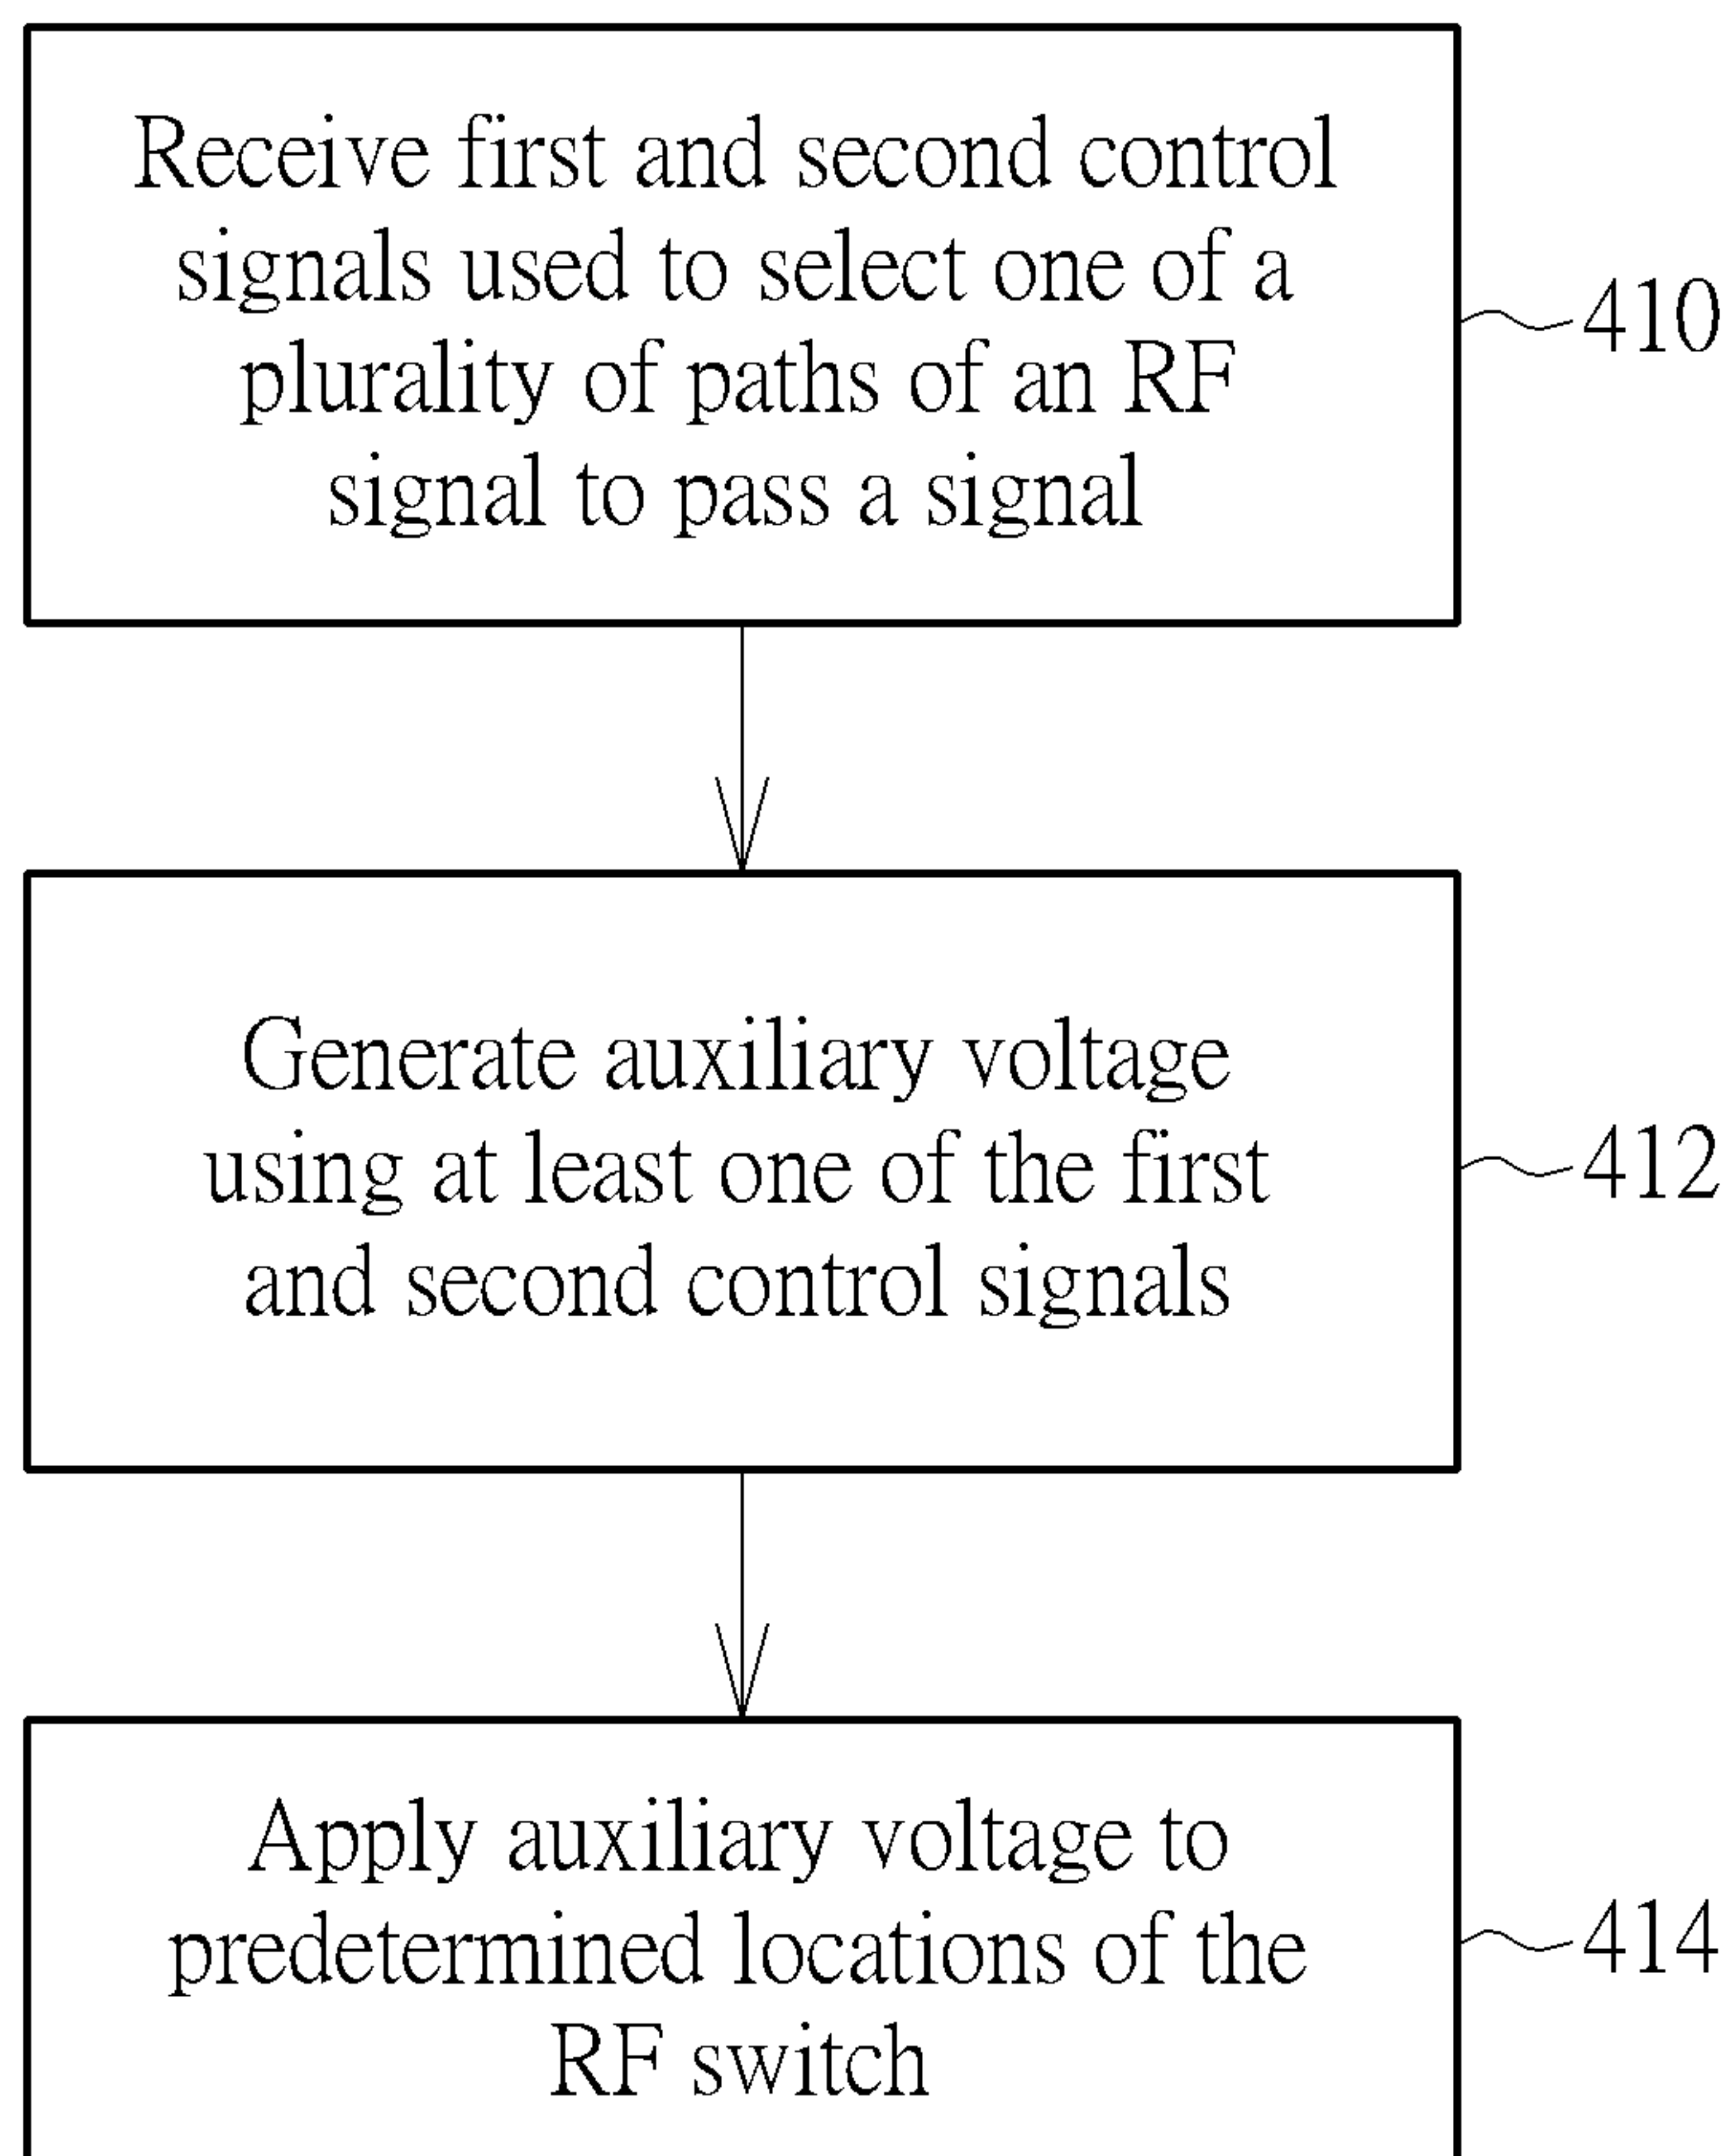 Receive first and second control
signals used to select one of a
plurality of paths of an RF
signal to pass a signal
410
Generate auxiliary voltage
using at least one of the first
and second control signals
412
Apply auxiliary voltage to
predetermined locations of the
RF switch
414